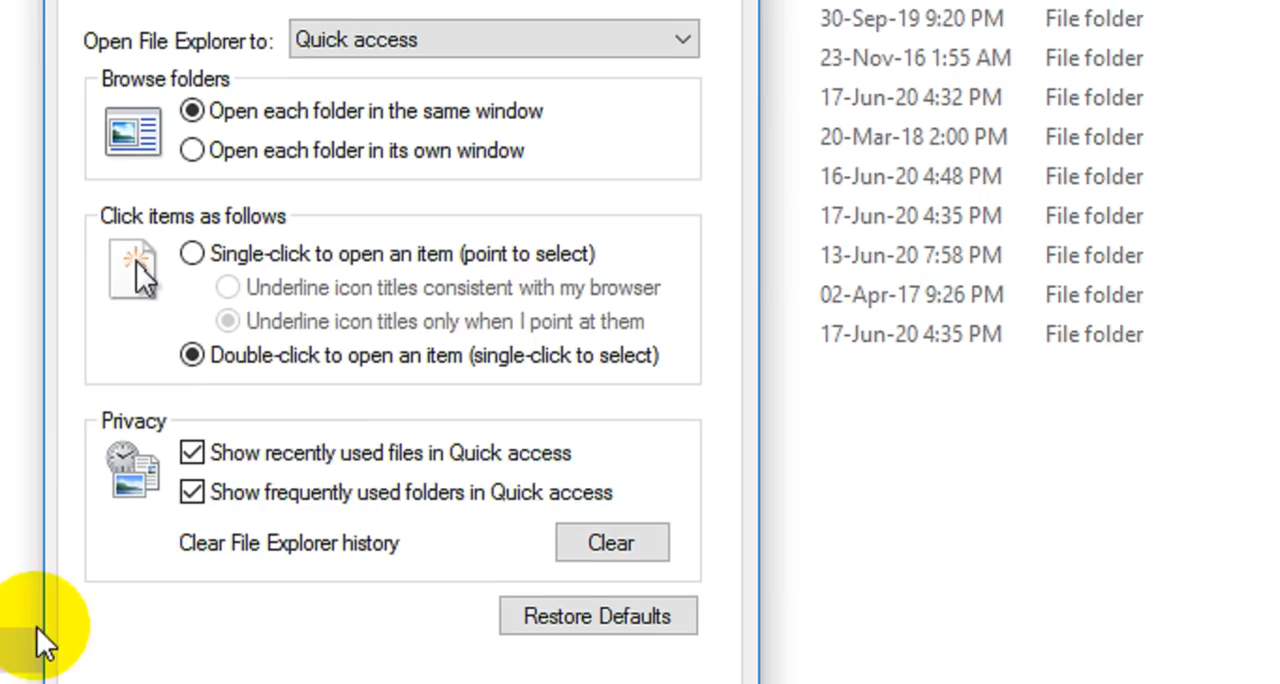 Open File Explorer to: Quick access
Browse folders
Open each folder in the same window
Open each folder in its own window
Click items as follows
Single-click to open an item (point to select)
Underline icon titles consistent with my browser
Underline icon titles only when I point at them
Double-click to open an item (single-click to select)
Privacy
Show recently used files in Quick access
Show frequently used folders in Quick access
Clear File Explorer history Clear
Restore Defaults
30-Sep-19 9:20 PM File folder
23-Nov-16 1:55 AM File folder
17-Jun-20 4:32 PM File folder
20-Mar-18 2:00 PM File folder
16-Jun-20 4:48 PM File folder
17-Jun-20 4:35 PM File folder
13-Jun-20 7:58 PM File folder
02-Apr-17 9:26 PM File folder
17-Jun-20 4:35 PM File folder